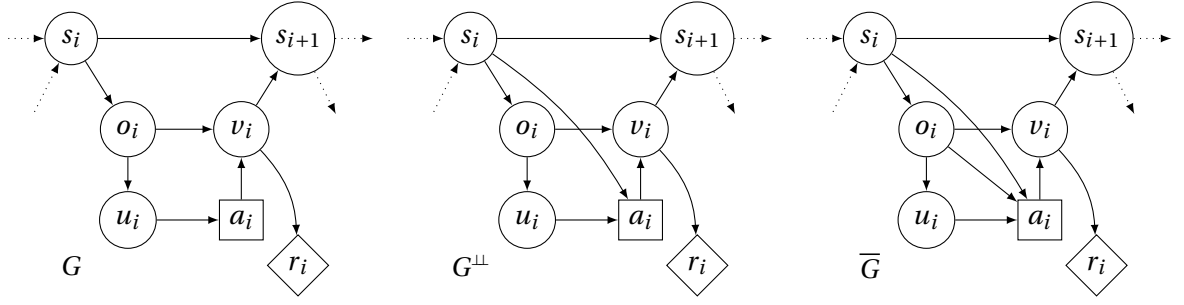 s_i s_{i+1} s_i s_{i+1} s_i s_{i+1}
o_i v_i o_i v_i o_i v_i
u_i a_i u_i a_i u_i a_i
G r_i G^{⊥⊥} r_i \overline{G} r_i